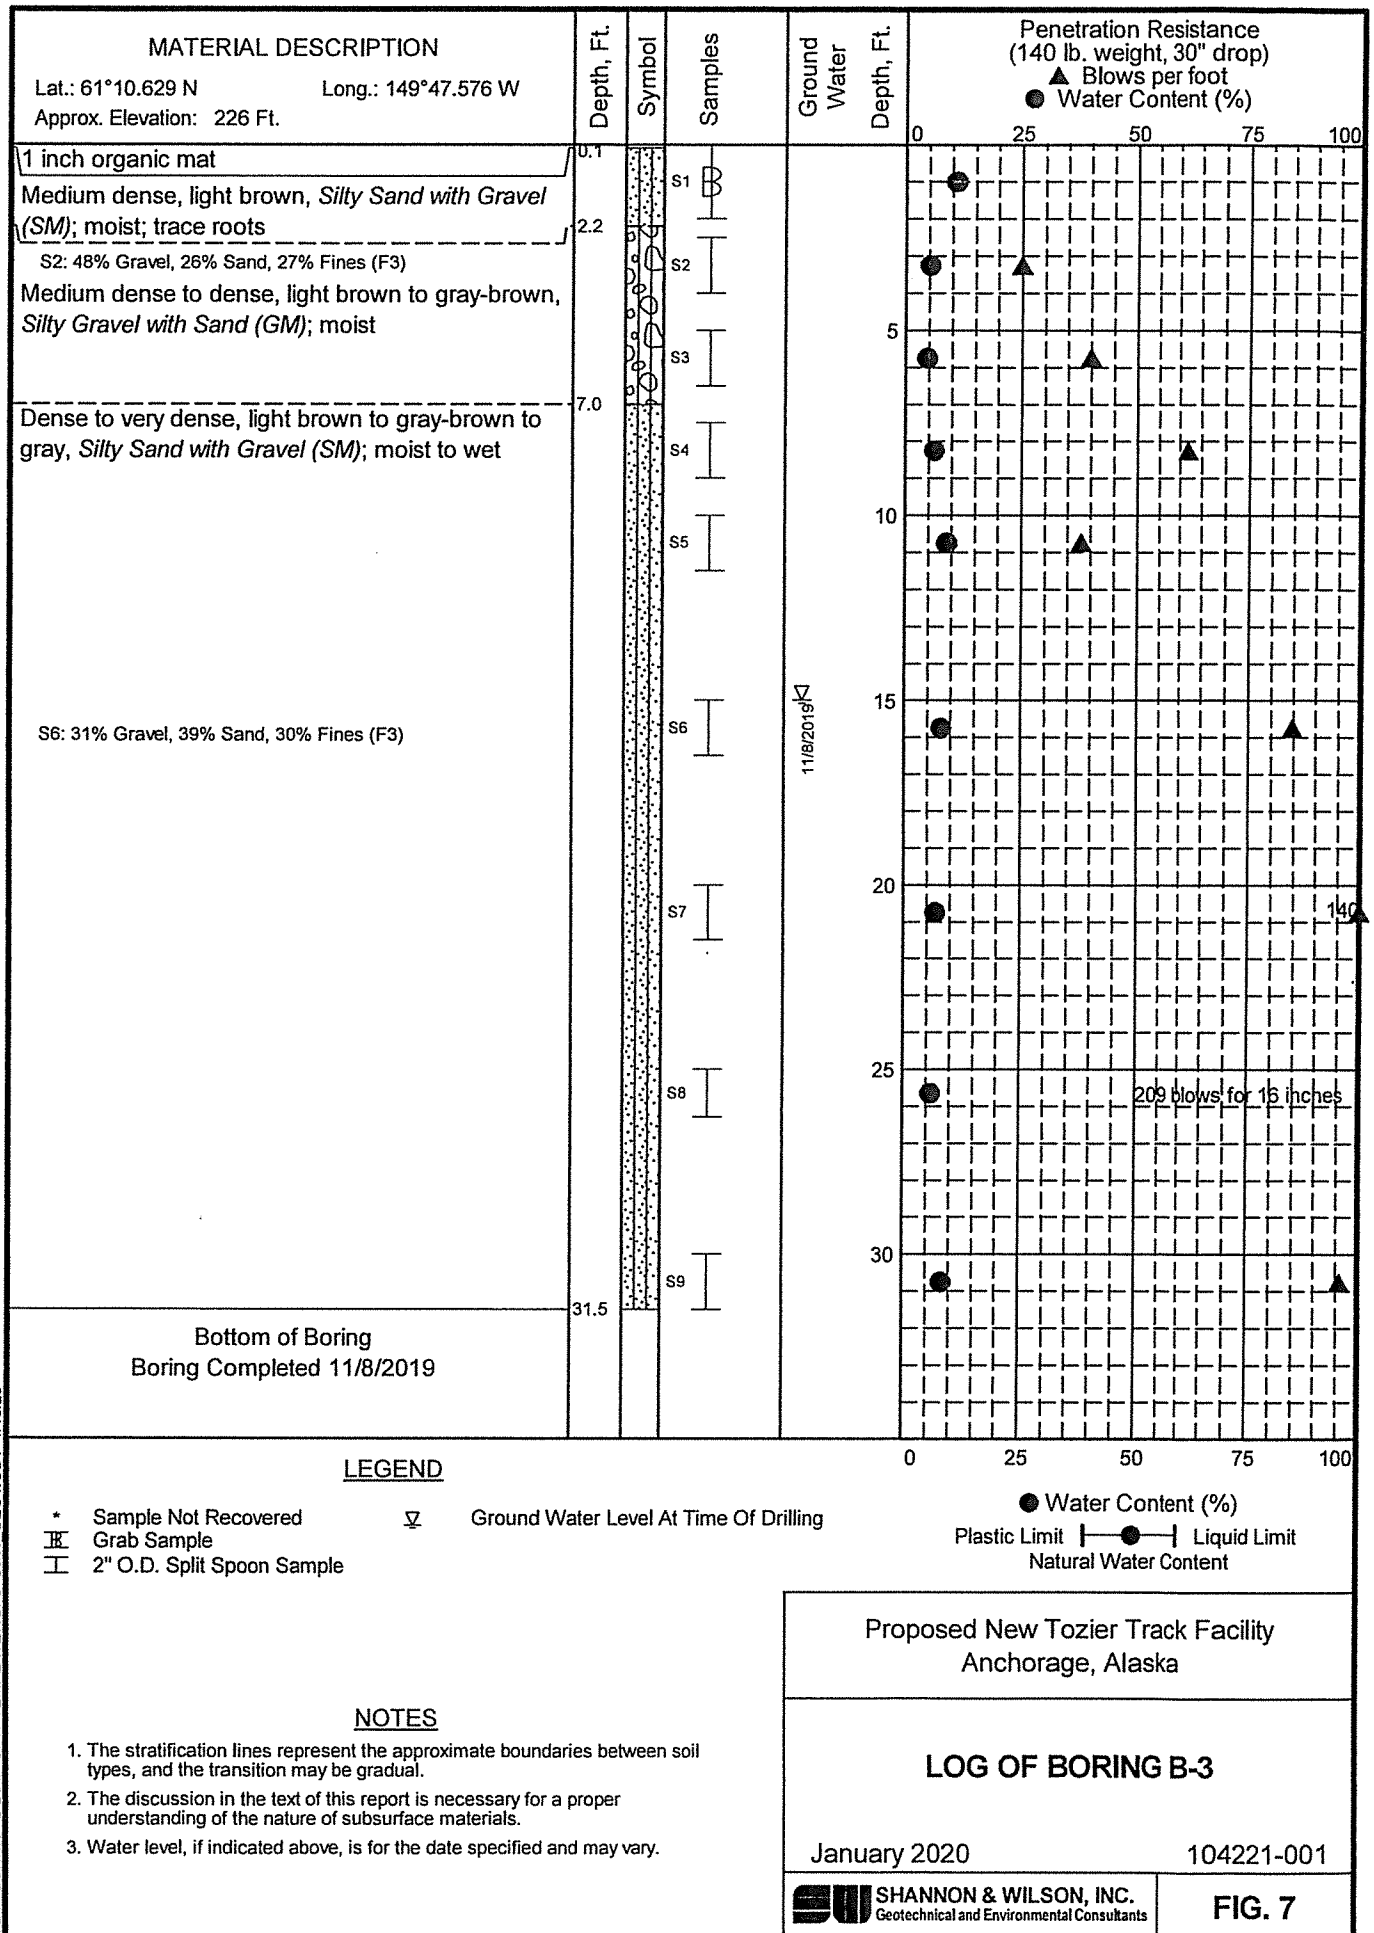 MATERIAL DESCRIPTION
Lat.: 61°10.629 N Long.: 149°47.576 W
Approx. Elevation: 226 Ft.
Depth, Ft.
Symbol
Samples
Ground Water
Depth, Ft.
Penetration Resistance
(140 lb. weight, 30" drop)
▲ Blows per foot
● Water Content (%)
0 25 50 75 100
1 inch organic mat
0.1
Medium dense, light brown, Silty Sand with Gravel
(SM); moist; trace roots
2.2
S2: 48% Gravel, 26% Sand, 27% Fines (F3)
Medium dense to dense, light brown to gray-brown,
Silty Gravel with Sand (GM); moist
7.0
Dense to very dense, light brown to gray-brown to
gray, Silty Sand with Gravel (SM); moist to wet
S6: 31% Gravel, 39% Sand, 30% Fines (F3)
31.5
Bottom of Boring
Boring Completed 11/8/2019
S1
S2
S3
S4
S5
S6
S7
S8
S9
11/8/2019
5
10
15
20
25
30
140
209 blows for 16 inches
0 25 50 75 100
LEGEND
* Sample Not Recovered
Grab Sample
2" O.D. Split Spoon Sample
Ground Water Level At Time Of Drilling
● Water Content (%)
Plastic Limit Liquid Limit
Natural Water Content
NOTES
1. The stratification lines represent the approximate boundaries between soil
types, and the transition may be gradual.
2. The discussion in the text of this report is necessary for a proper
understanding of the nature of subsurface materials.
3. Water level, if indicated above, is for the date specified and may vary.
Proposed New Tozier Track Facility
Anchorage, Alaska
LOG OF BORING B-3
January 2020 104221-001
SHANNON & WILSON, INC.
Geotechnical and Environmental Consultants
FIG. 7